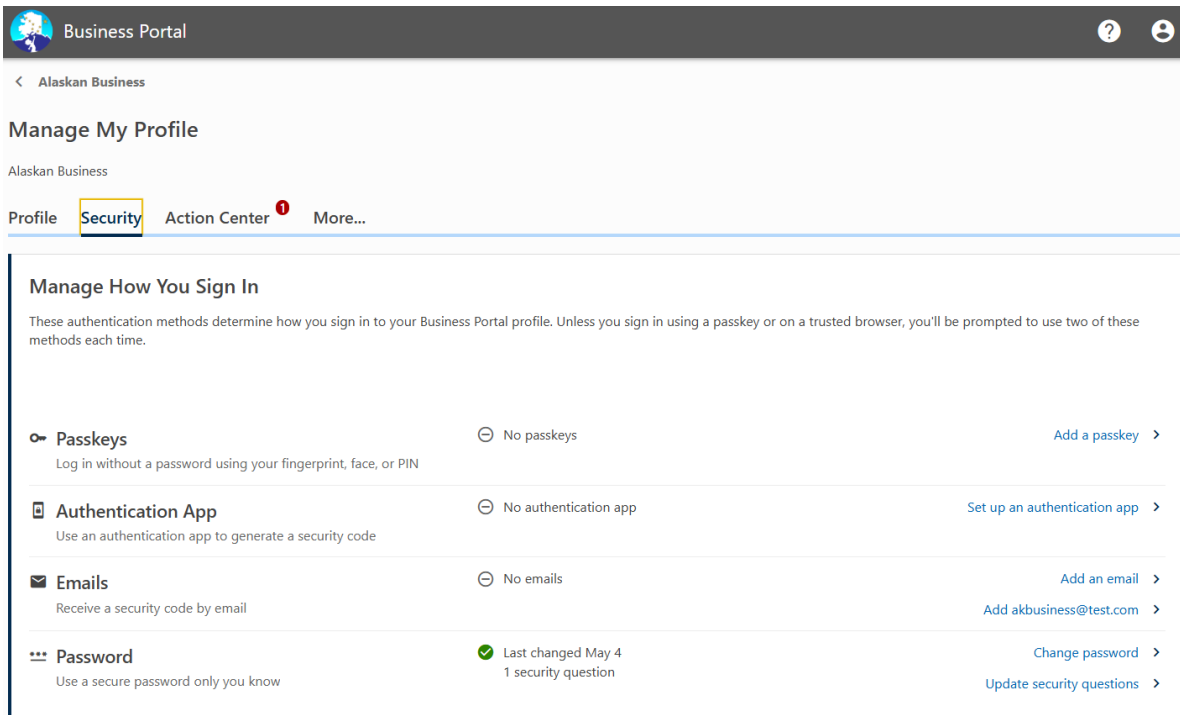 Business Portal
Alaskan Business
Manage My Profile
Alaskan Business
Profile Security Action Center 1 More...
Manage How You Sign In
These authentication methods determine how you sign in to your Business Portal profile. Unless you sign in using a passkey or on a trusted browser, you'll be prompted to use two of these
methods each time.
Passkeys No passkeys Add a passkey
Log in without a password using your fingerprint, face, or PIN
Authentication App No authentication app Set up an authentication app
Use an authentication app to generate a security code
Emails No emails Add an email
Receive a security code by email Add akbusiness@test.com
Password Last changed May 4 Change password
1 security question
Use a secure password only you know Update security questions